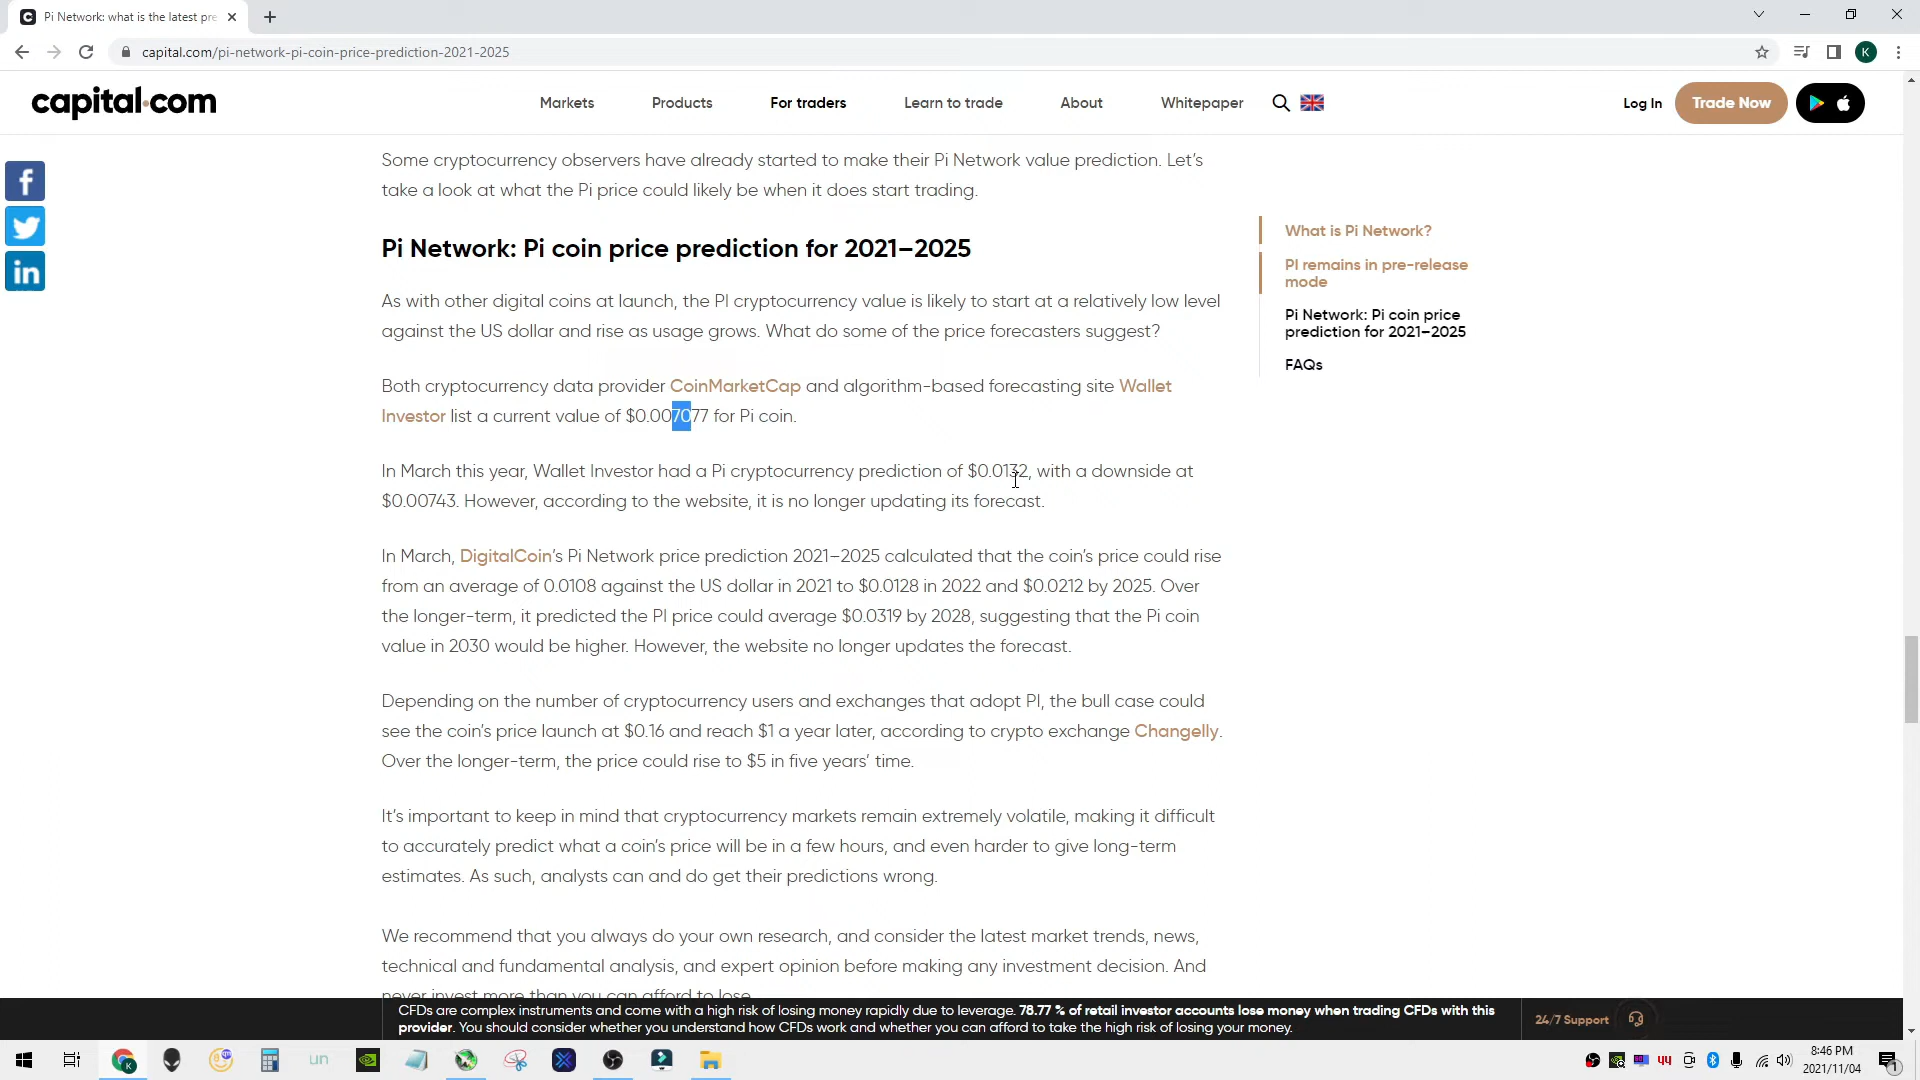 Pi Network: what is the latest pre
capital.com/pi-network-pi-coin-price-prediction-2021-2025
K
capital.com
Markets
Products
For traders
Learn to trade
About
Whitepaper
Log In
Trade Now
Some cryptocurrency observers have already started to make their Pi Network value prediction. Let’s
take a look at what the Pi price could likely be when it does start trading.
Pi Network: Pi coin price prediction for 2021–2025
As with other digital coins at launch, the PI cryptocurrency value is likely to start at a relatively low level
against the US dollar and rise as usage grows. What do some of the price forecasters suggest?
Both cryptocurrency data provider CoinMarketCap and algorithm-based forecasting site Wallet
Investor list a current value of $0.007077 for Pi coin.
In March this year, Wallet Investor had a Pi cryptocurrency prediction of $0.0132, with a downside at
$0.00743. However, according to the website, it is no longer updating its forecast.
In March, DigitalCoin’s Pi Network price prediction 2021–2025 calculated that the coin’s price could rise
from an average of 0.0108 against the US dollar in 2021 to $0.0128 in 2022 and $0.0212 by 2025. Over
the longer-term, it predicted the PI price could average $0.0319 by 2028, suggesting that the Pi coin
value in 2030 would be higher. However, the website no longer updates the forecast.
Depending on the number of cryptocurrency users and exchanges that adopt PI, the bull case could
see the coin’s price launch at $0.16 and reach $1 a year later, according to crypto exchange Changelly.
Over the longer-term, the price could rise to $5 in five years’ time.
It’s important to keep in mind that cryptocurrency markets remain extremely volatile, making it difficult
to accurately predict what a coin’s price will be in a few hours, and even harder to give long-term
estimates. As such, analysts can and do get their predictions wrong.
We recommend that you always do your own research, and consider the latest market trends, news,
technical and fundamental analysis, and expert opinion before making any investment decision. And
never invest more than you can afford to lose
What is Pi Network?
PI remains in pre-release
mode
Pi Network: Pi coin price
prediction for 2021–2025
FAQs
CFDs are complex instruments and come with a high risk of losing money rapidly due to leverage. 78.77 % of retail investor accounts lose money when trading CFDs with this
provider. You should consider whether you understand how CFDs work and whether you can afford to take the high risk of losing your money.
24/7 Support
un
44
8:46 PM
2021/11/04
1